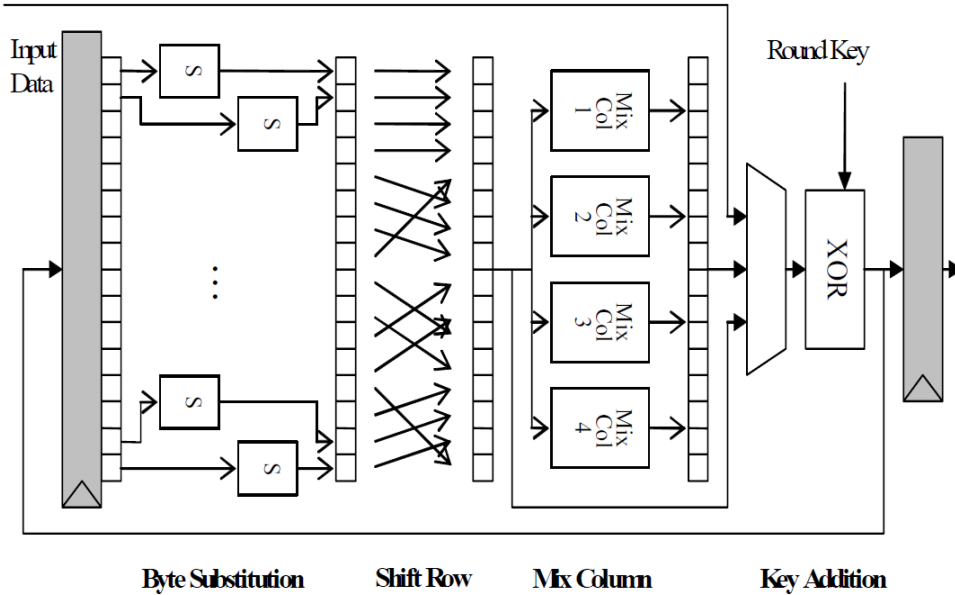 Input
Data
S
S
...
S
S
Mix
Col
1
Mix
Col
2
Mix
Col
3
Mix
Col
4
Round Key
XOR
Byte Substitution
Shift Row
Mix Column
Key Addition